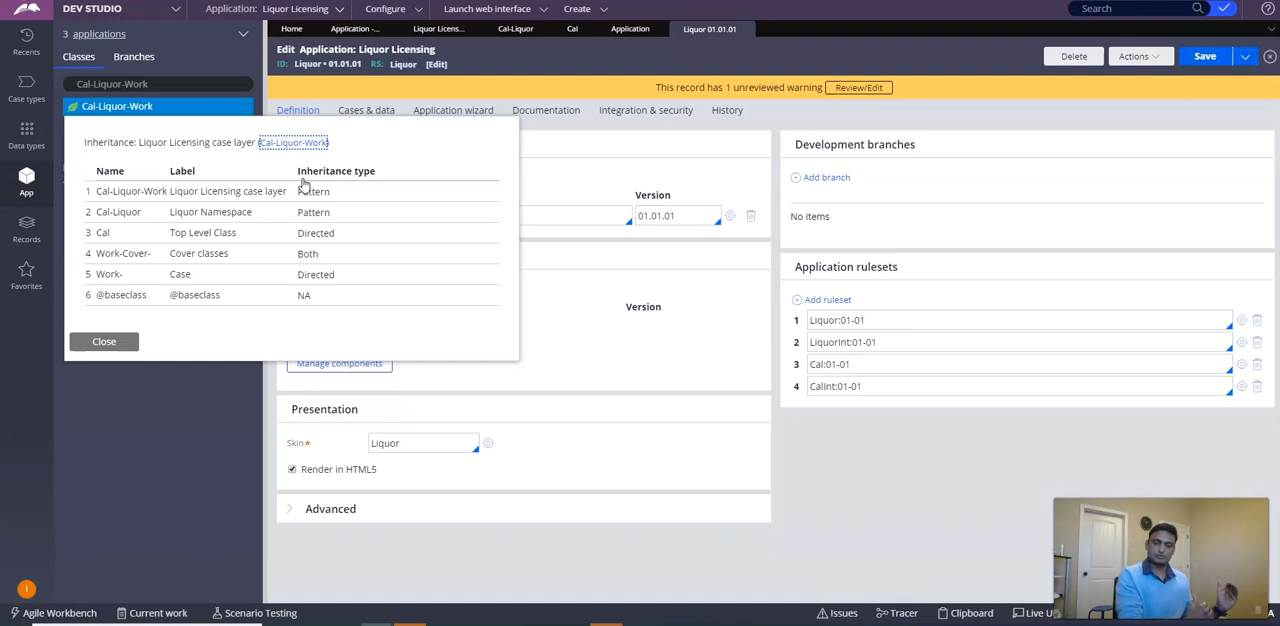 DEV STUDIO
Application: Liquor Licensing
Configure
Launch web interface
Create
Search
Recents
Case types
Data types
App
Records
Favorites
3 applications
Classes
Branches
Cal-Liquor-Work
Cal-Liquor-Work
Home
Application -...
Liquor Licens...
Cal-Liquor
Cal
Application
Liquor 01.01.01
Edit Application: Liquor Licensing
ID: Liquor • 01.01.01 RS: Liquor [Edit]
Delete
Actions
Save
This record has 1 unreviewed warning Review/Edit
Definition
Cases & data
Application wizard
Documentation
Integration & security
History
Inheritance: Liquor Licensing case layer (Cal-Liquor-Work)
Name Label Inheritance type
1 Cal-Liquor-Work Liquor Licensing case layer Pattern
2 Cal-Liquor Liquor Namespace Pattern
3 Cal Top Level Class Directed
4 Work-Cover- Cover classes Both
5 Work- Case Directed
6 @baseclass @baseclass NA
Close
Version
01.01.01
Version
Manage components
Presentation
Skin* Liquor
Render in HTML5
Advanced
Development branches
Add branch
No items
Application rulesets
Add ruleset
1 Liquor:01-01
2 LiquorInt:01-01
3 Cal:01-01
4 CalInt:01-01
I
Agile Workbench
Current work
Scenario Testing
Issues
Tracer
Clipboard
Live U
A